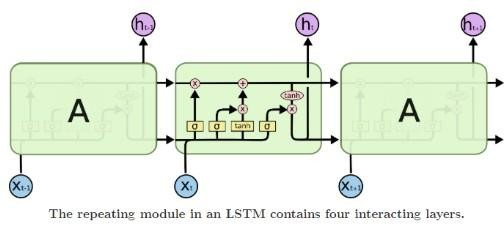 ht-1 ht ht+1
x +
tanh
A x x A
σ σ tanh σ
Xt-1 Xt Xt+1
The repeating module in an LSTM contains four interacting layers.